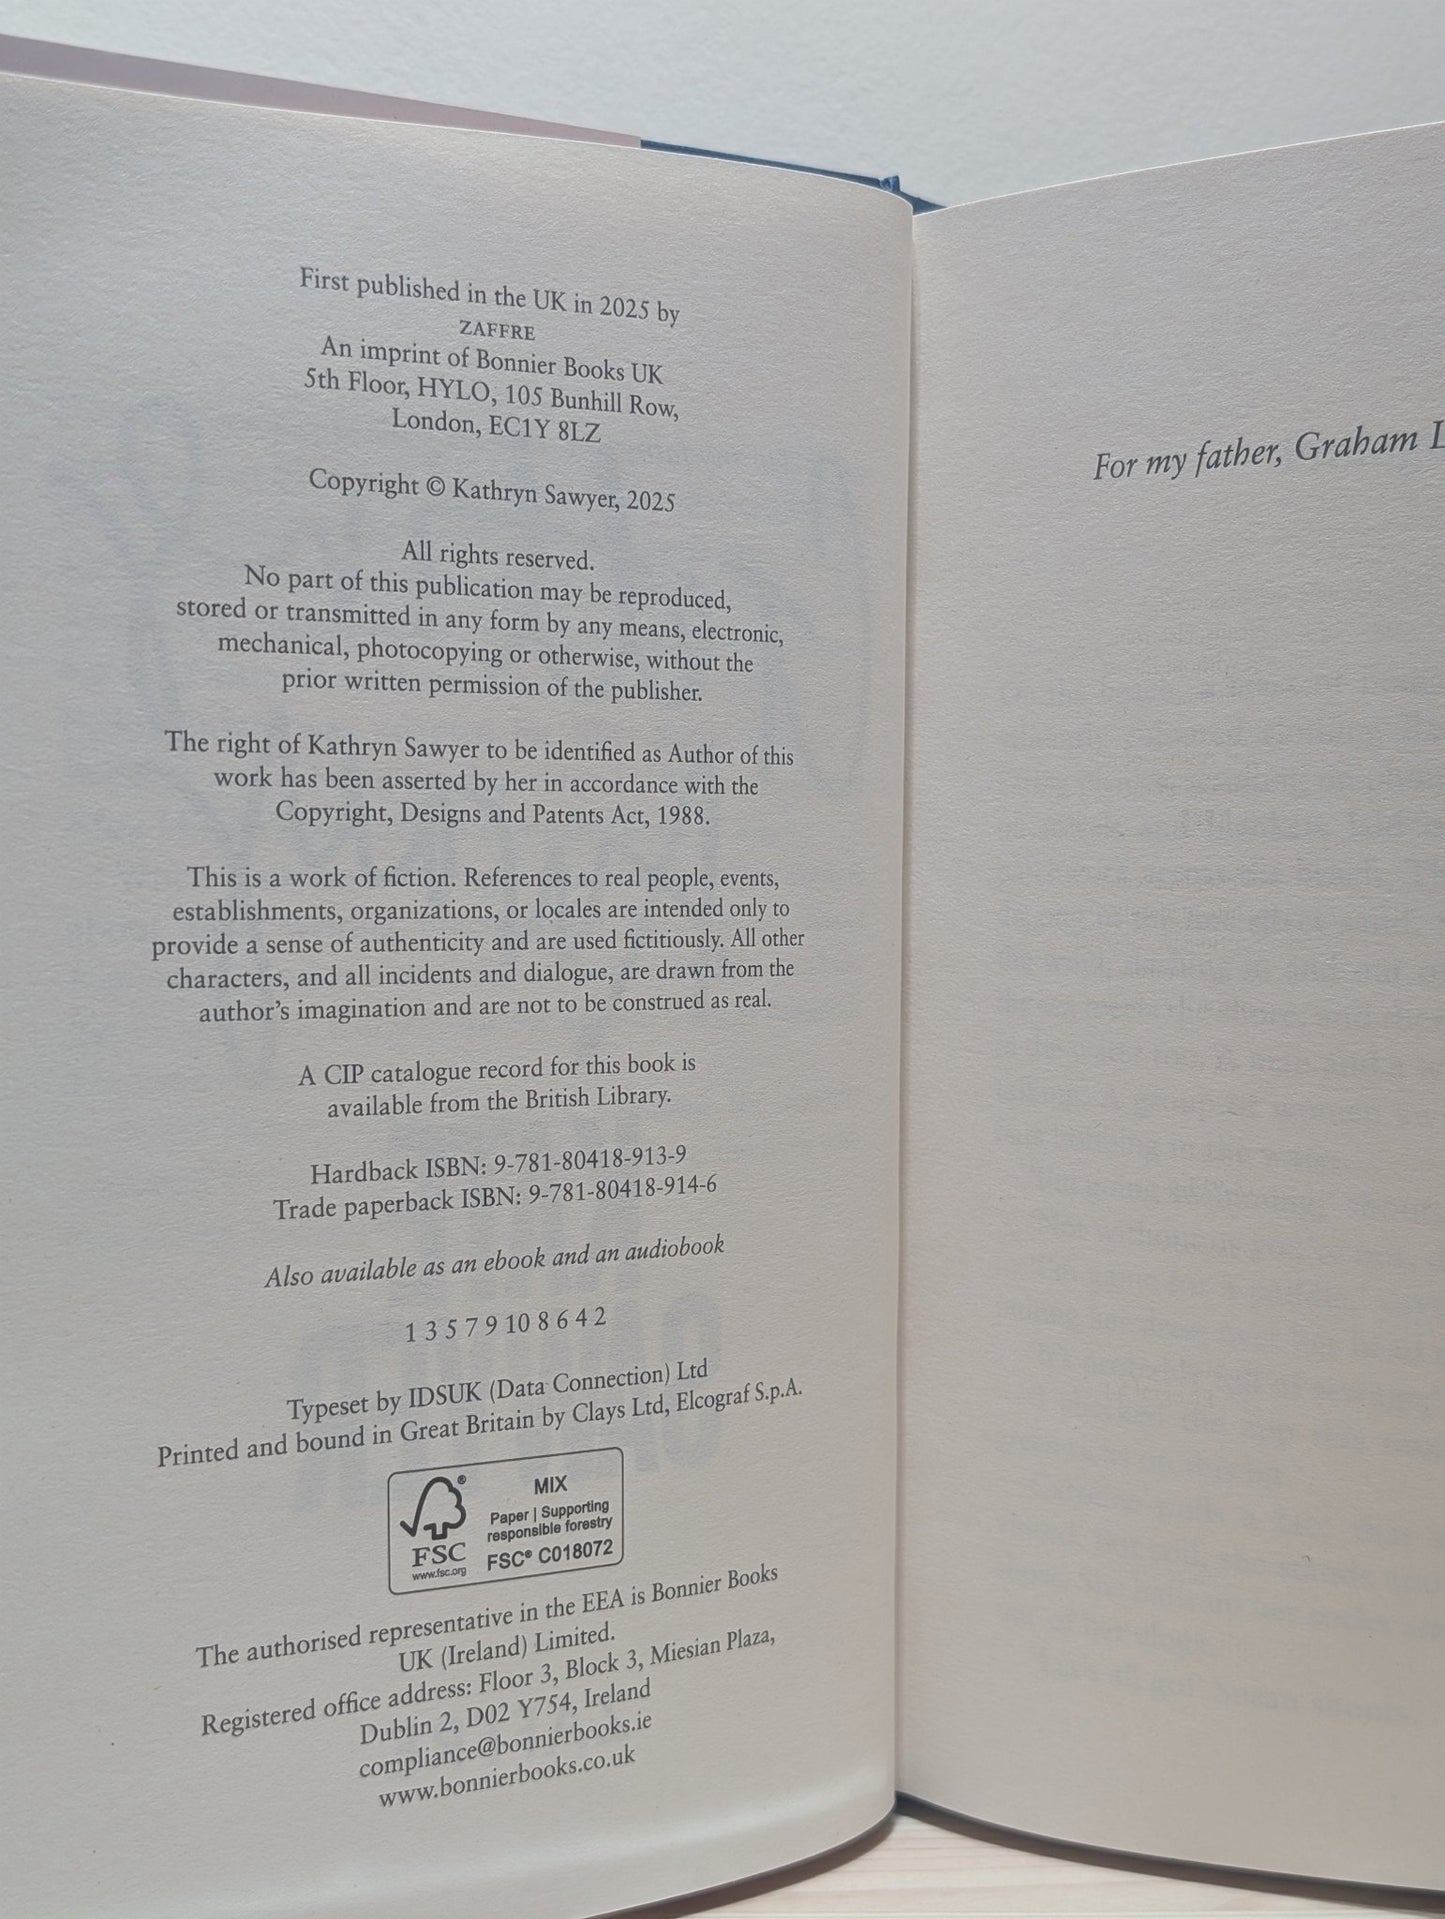 First published in the UK in 2025 by
ZAFFRE
An imprint of Bonnier Books UK
5th Floor, HYLO, 105 Bunhill Row,
London, EC1Y 8LZ
Copyright © Kathryn Sawyer, 2025
All rights reserved.
No part of this publication may be reproduced,
stored or transmitted in any form by any means, electronic,
mechanical, photocopying or otherwise, without the
prior written permission of the publisher.
The right of Kathryn Sawyer to be identified as Author of this
work has been asserted by her in accordance with the
Copyright, Designs and Patents Act, 1988.
This is a work of fiction. References to real people, events,
establishments, organizations, or locales are intended only to
provide a sense of authenticity and are used fictitiously. All other
characters, and all incidents and dialogue, are drawn from the
author's imagination and are not to be construed as real.
A CIP catalogue record for this book is
available from the British Library.
Hardback ISBN: 9-781-80418-913-9
Trade paperback ISBN: 9-781-80418-914-6
Also available as an ebook and an audiobook
1 3 5 7 9 10 8 6 4 2
Typeset by IDSUK (Data Connection) Ltd
Printed and bound in Great Britain by Clays Ltd, Elcograf S.p.A.
FSC
www.fsc.org
MIX
Paper | Supporting
responsible forestry
FSC® C018072
The authorised representative in the EEA is Bonnier Books
UK (Ireland) Limited.
Registered office address: Floor 3, Block 3, Miesian Plaza,
Dublin 2, D02 Y754, Ireland
compliance@bonnierbooks.ie
www.bonnierbooks.co.uk
For my father, Graham